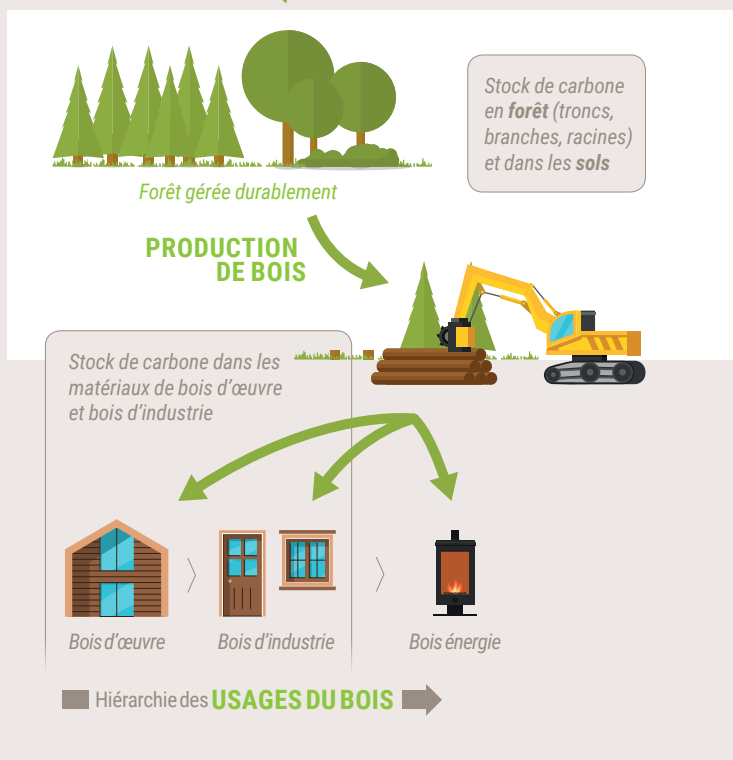 Stock de carbone
en forêt (troncs,
branches, racines)
et dans les sols
Forêt gérée durablement
PRODUCTION
DE BOIS
Stock de carbone dans les
matériaux de bois d'œuvre
et bois d'industrie
Bois d'œuvre
Bois d'industrie
Bois énergie
Hiérarchie des USAGES DU BOIS